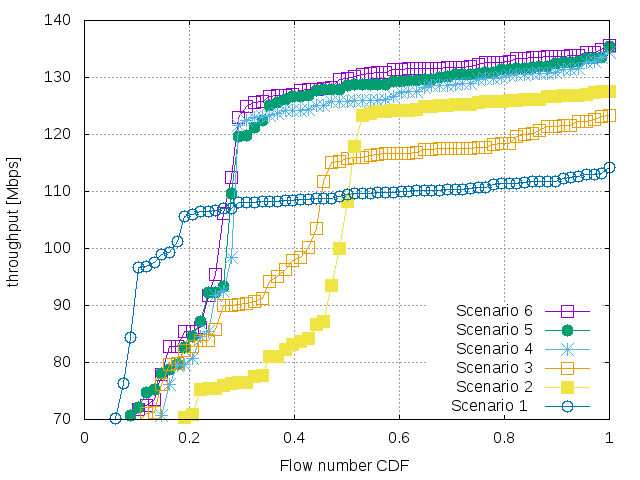 140
130
120
110
100
90
80
70
throughput [Mbps]
Scenario 6
Scenario 5
Scenario 4
Scenario 3
Scenario 2
Scenario 1
0
0.2
0.4
0.6
0.8
1
Flow number CDF